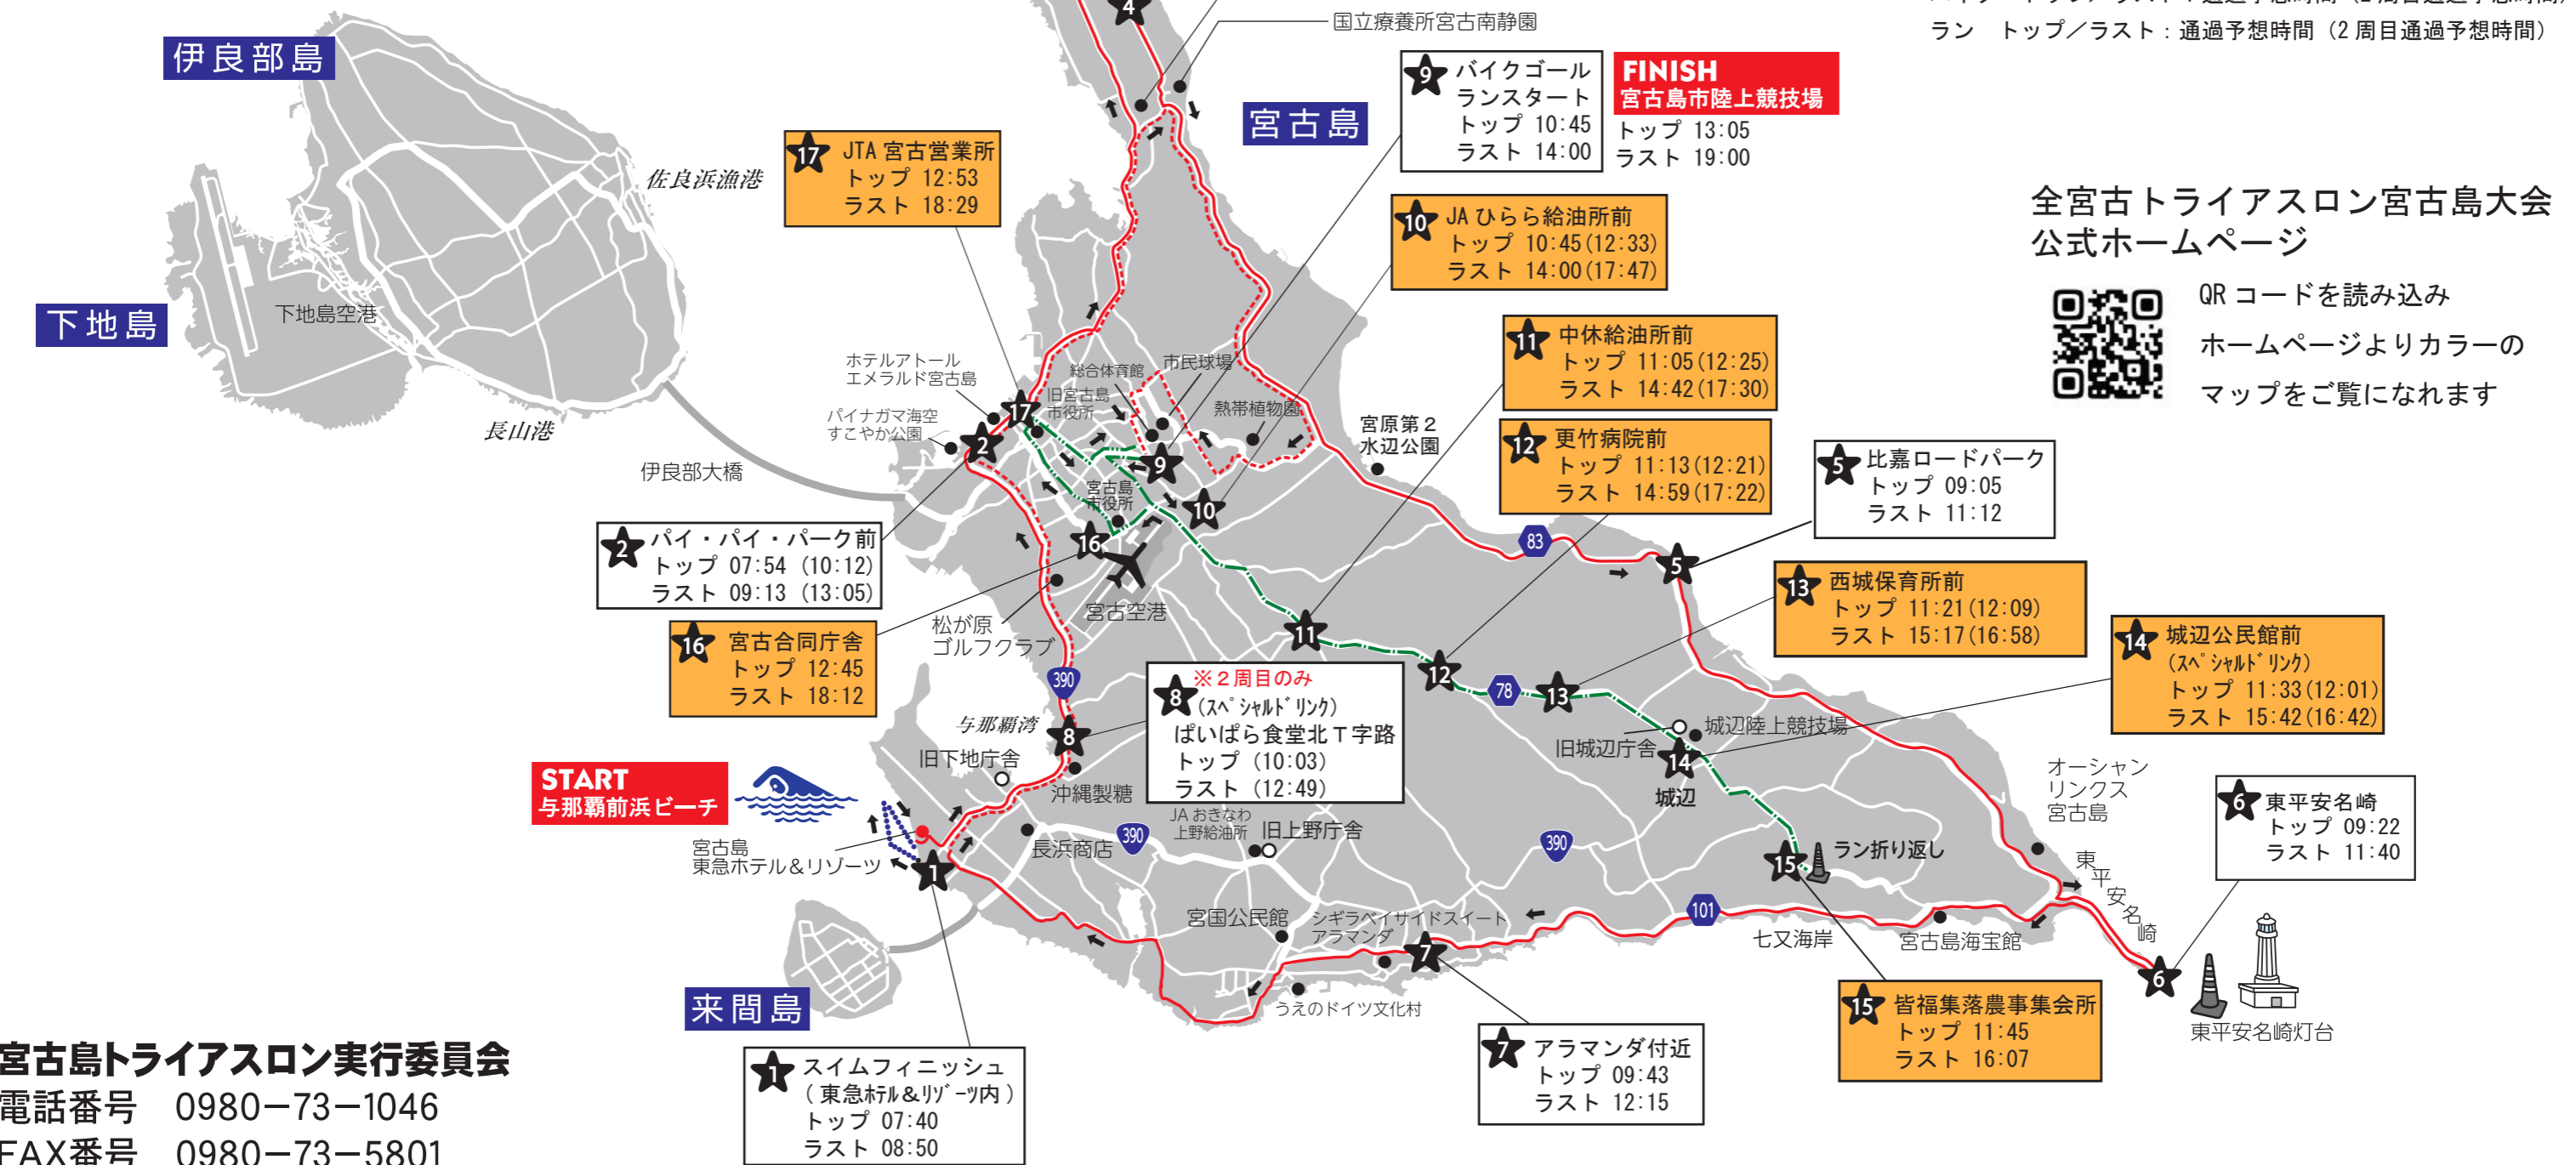 国立療養所宮古南静園
ラン　トップ／ラスト：通過予想時間（2周目通過予想時間）
伊良部島
佐良浜漁港
下地島
下地島空港
長山港
伊良部大橋
宮古島
9 バイクゴール
ランスタート
トップ 10:45
ラスト 14:00
FINISH
宮古島市陸上競技場
トップ 13:05
ラスト 19:00
17 JTA 宮古営業所
トップ 12:53
ラスト 18:29
10 JA ひらら給油所前
トップ 10:45(12:33)
ラスト 14:00(17:47)
全宮古トライアスロン宮古島大会
公式ホームページ
QR コードを読み込み
ホームページよりカラーの
マップをご覧になれます
11 中休給油所前
トップ 11:05(12:25)
ラスト 14:42(17:30)
12 更竹病院前
トップ 11:13(12:21)
ラスト 14:59(17:22)
5 比嘉ロードパーク
トップ 09:05
ラスト 11:12
13 西城保育所前
トップ 11:21(12:09)
ラスト 15:17(16:58)
14 城辺公民館前
(ｽﾍﾟｼｬﾙﾄﾞﾘﾝｸ)
トップ 11:33(12:01)
ラスト 15:42(16:42)
ホテルアトール
エメラルド宮古島
パイナガマ海空
すこやか公園
総合体育館
市民球場
旧宮古島
市役所
熱帯植物園
宮原第２
水辺公園
宮古島
市役所
4
17
2
9
10
16
11
12
13
14
15
5
6
7
8
1
83
78
390
390
390
101
2 パイ・パイ・パーク前
トップ 07:54 (10:12)
ラスト 09:13 (13:05)
16 宮古合同庁舎
トップ 12:45
ラスト 18:12
松が原
ゴルフクラブ
宮古空港
※２周目のみ
8 (ｽﾍﾟｼｬﾙﾄﾞﾘﾝｸ)
ぱいぱら食堂北Ｔ字路
トップ (10:03)
ラスト (12:49)
与那覇湾
旧下地庁舎
沖縄製糖
START
与那覇前浜ビーチ
宮古島
東急ホテル＆リゾーツ
長浜商店
JA おきなわ
上野給油所
旧上野庁舎
旧城辺庁舎
城辺陸上競技場
城辺
ラン折り返し
オーシャン
リンクス
宮古島
6 東平安名崎
トップ 09:22
ラスト 11:40
東平安名崎
宮国公民館
シギラベイサイドスイート
アラマンダ
七又海岸
宮古島海宝館
うえのドイツ文化村
東平安名崎灯台
来間島
15 皆福集落農事集会所
トップ 11:45
ラスト 16:07
7 アラマンダ付近
トップ 09:43
ラスト 12:15
1 スイムフィニッシュ
(東急ﾎﾃﾙ＆ﾘｿﾞｰﾂ内)
トップ 07:40
ラスト 08:50
宮古島トライアスロン実行委員会
電話番号　0980－73－1046
FAX番号　0980－73－5801